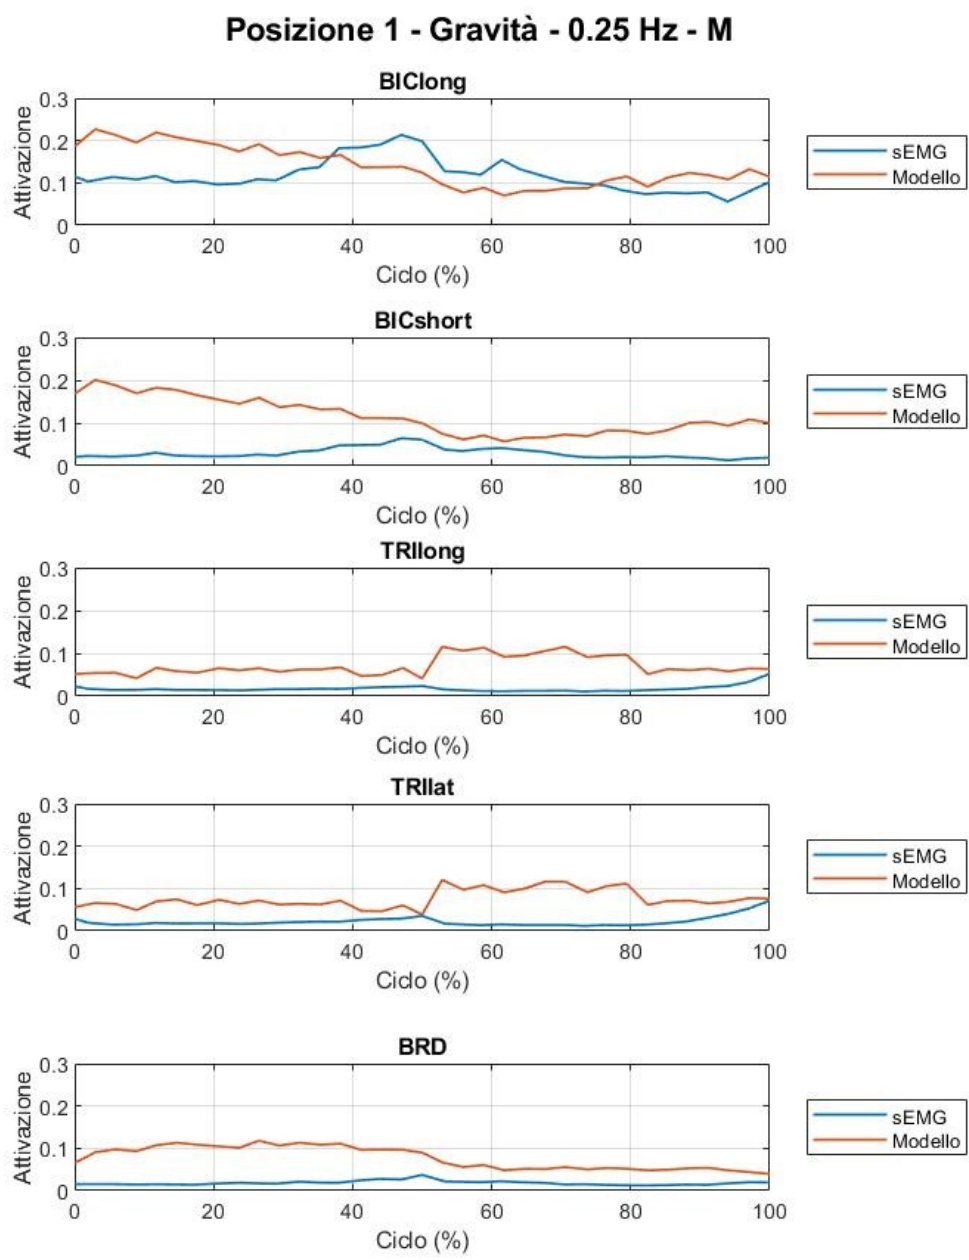 Posizione 1 - Gravità - 0.25 Hz - M
BIClong
Attivazione
0.3
0.2
0.1
0
0 20 40 60 80 100
Ciclo (%)
sEMG
Modello
BICshort
Attivazione
0.3
0.2
0.1
0
0 20 40 60 80 100
Ciclo (%)
sEMG
Modello
TRIlong
Attivazione
0.3
0.2
0.1
0
0 20 40 60 80 100
Ciclo (%)
sEMG
Modello
TRIlat
Attivazione
0.3
0.2
0.1
0
0 20 40 60 80 100
Ciclo (%)
sEMG
Modello
BRD
Attivazione
0.3
0.2
0.1
0
0 20 40 60 80 100
Ciclo (%)
sEMG
Modello